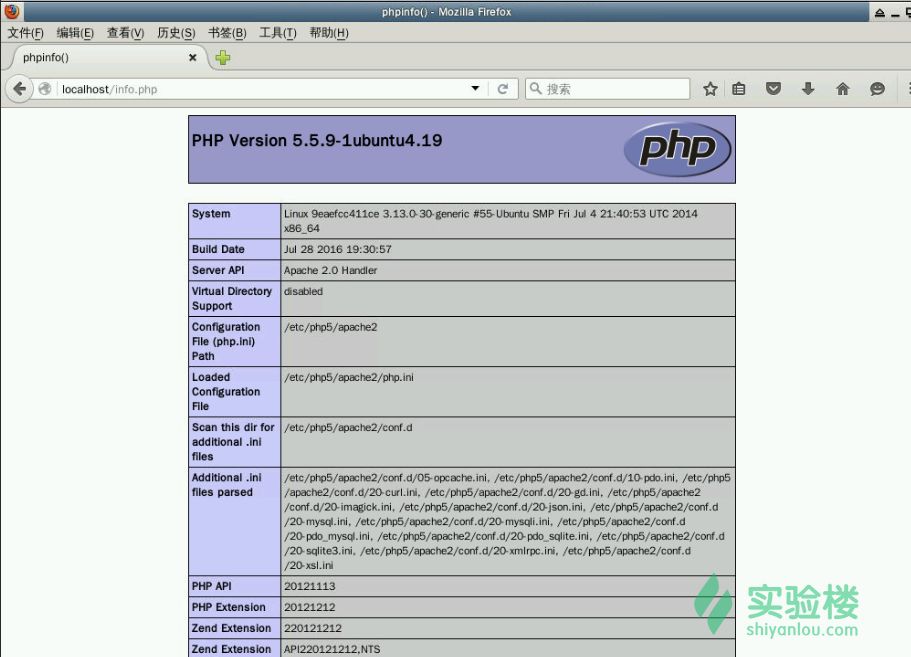 phpinfo() - Mozilla Firefox
文件(F) 编辑(E) 查看(V) 历史(S) 书签(B) 工具(T) 帮助(H)
phpinfo()
localhost/info.php
搜索
PHP Version 5.5.9-1ubuntu4.19
php
System
Linux 9eaefcc411ce 3.13.0-30-generic #55-Ubuntu SMP Fri Jul 4 21:40:53 UTC 2014
x86_64
Build Date
Jul 28 2016 19:30:57
Server API
Apache 2.0 Handler
Virtual Directory
Support
disabled
Configuration
File (php.ini)
Path
/etc/php5/apache2
Loaded
Configuration
File
/etc/php5/apache2/php.ini
Scan this dir for
additional .ini
files
/etc/php5/apache2/conf.d
Additional .ini
files parsed
/etc/php5/apache2/conf.d/05-opcache.ini, /etc/php5/apache2/conf.d/10-pdo.ini, /etc/php5
/apache2/conf.d/20-curl.ini, /etc/php5/apache2/conf.d/20-gd.ini, /etc/php5/apache2
/conf.d/20-imagick.ini, /etc/php5/apache2/conf.d/20-json.ini, /etc/php5/apache2/conf.d
/20-mysql.ini, /etc/php5/apache2/conf.d/20-mysqli.ini, /etc/php5/apache2/conf.d
/20-pdo_mysql.ini, /etc/php5/apache2/conf.d/20-pdo_sqlite.ini, /etc/php5/apache2/conf.d
/20-sqlite3.ini, /etc/php5/apache2/conf.d/20-xmlrpc.ini, /etc/php5/apache2/conf.d
/20-xsl.ini
PHP API
20121113
PHP Extension
20121212
Zend Extension
220121212
Zend Extension
API220121212,NTS
实验楼
shiyanlou.com